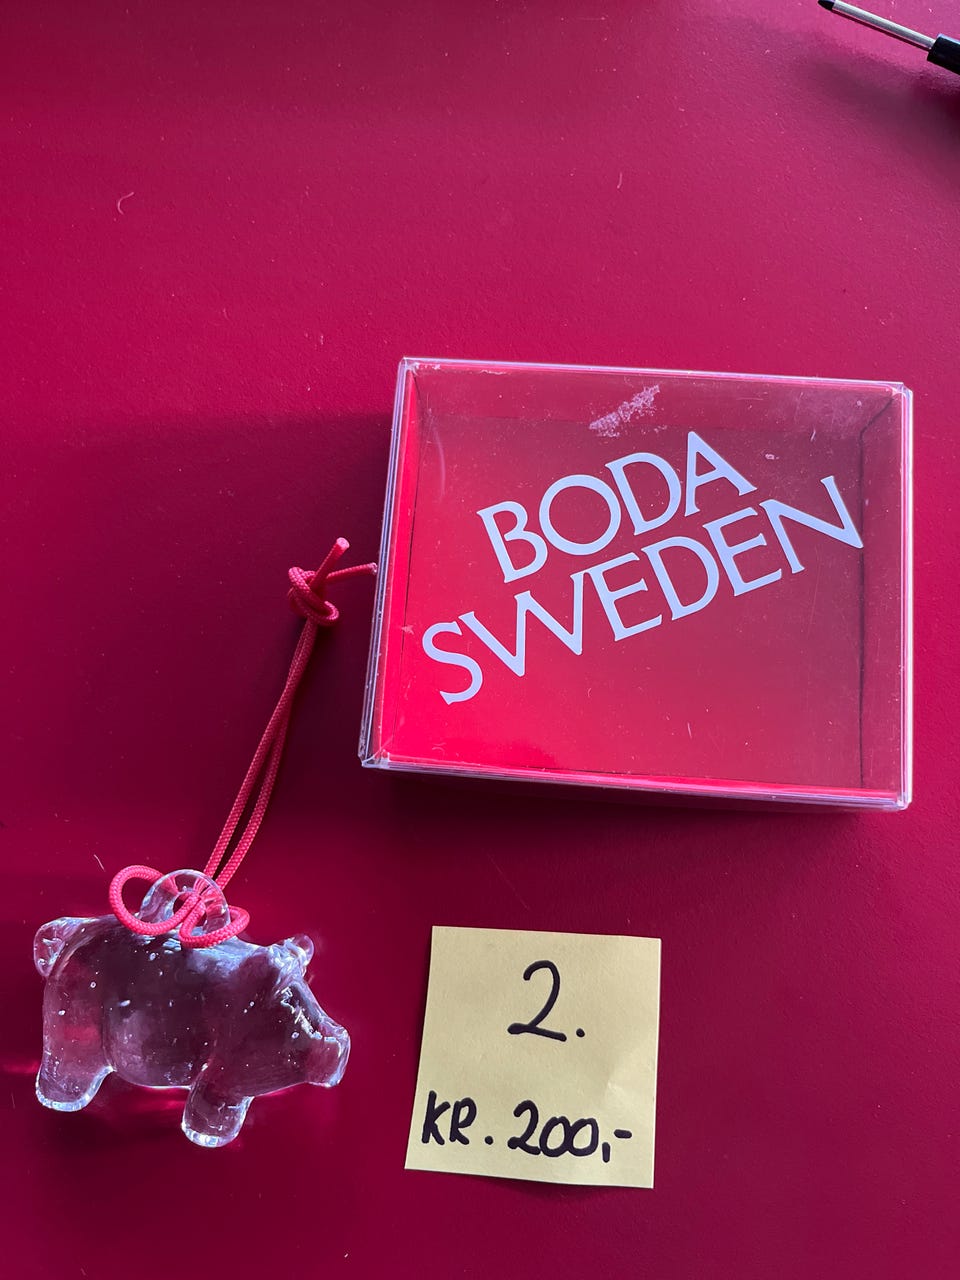 BODA
SWEDEN
2.
KR. 200,-